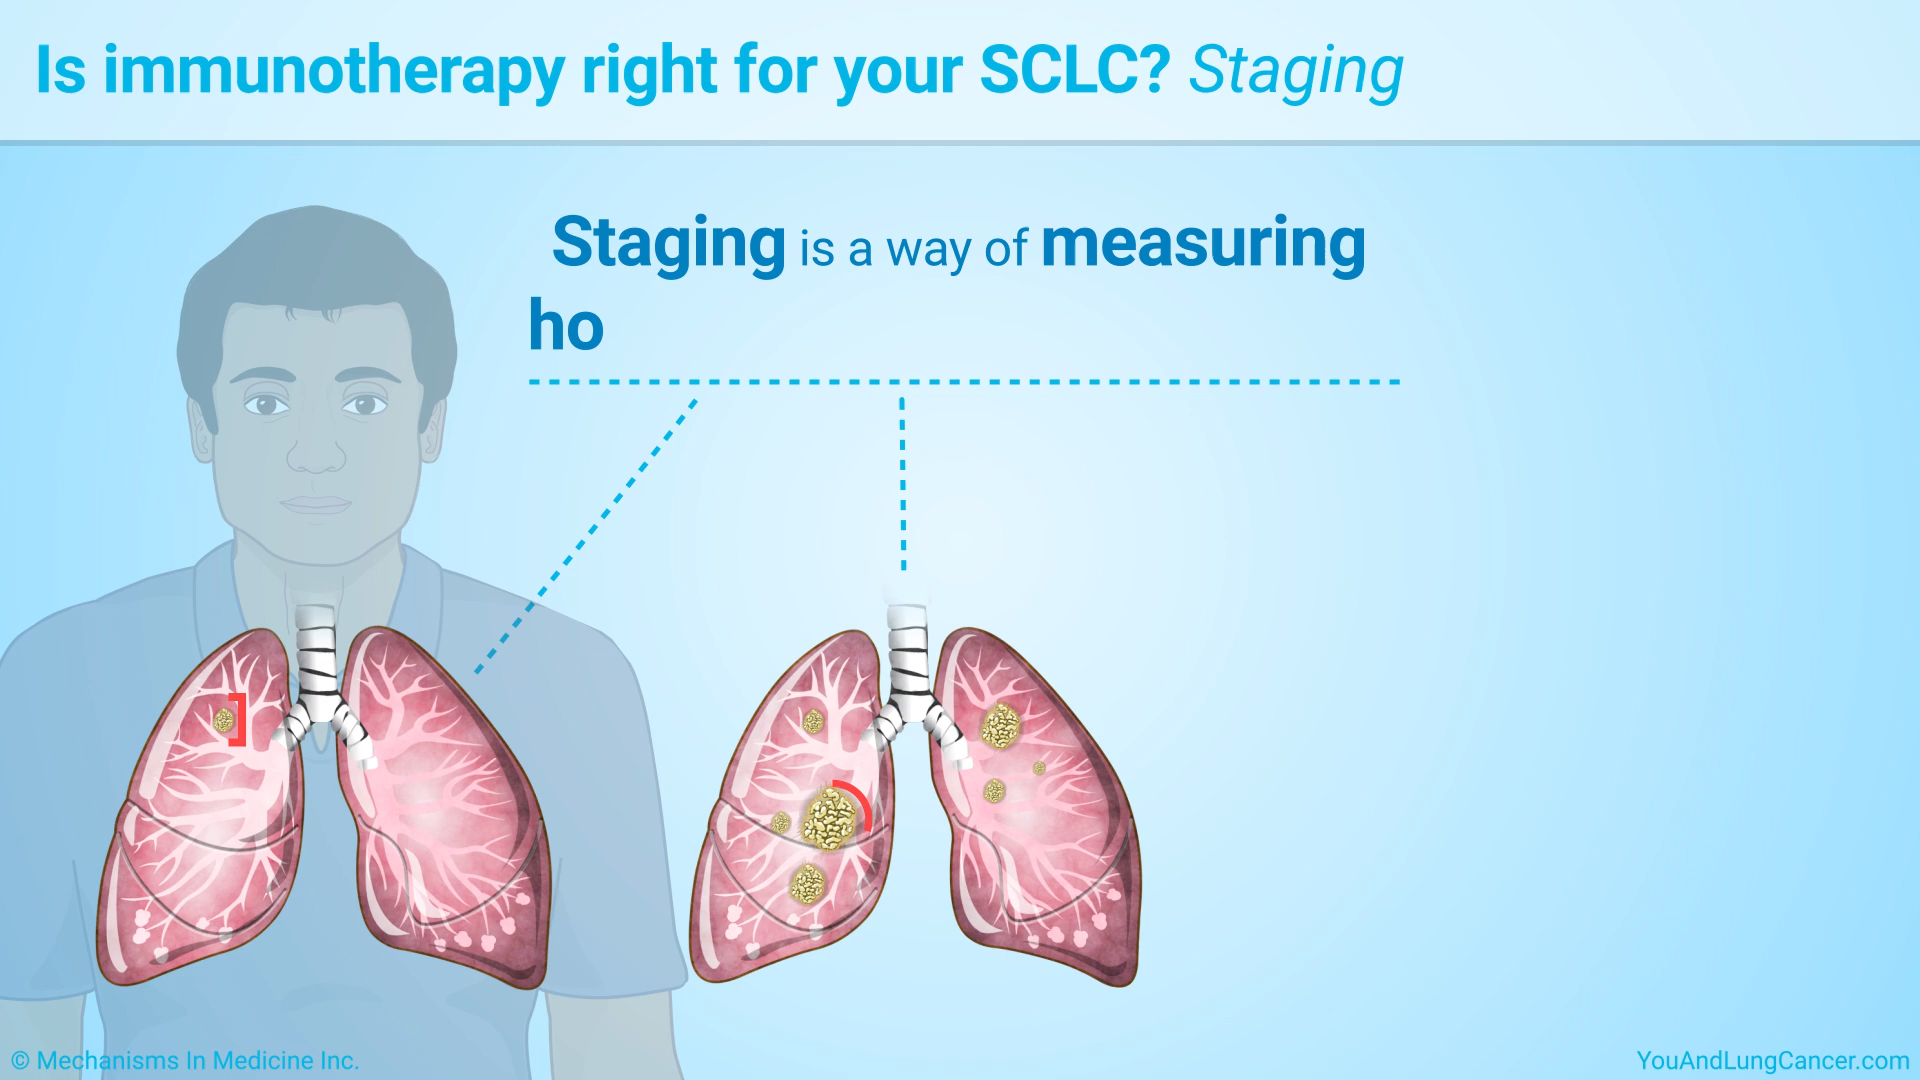 Is immunotherapy right for your SCLC? Staging
Staging is a way of measuring
ho
© Mechanisms In Medicine Inc.
YouAndLungCancer.com